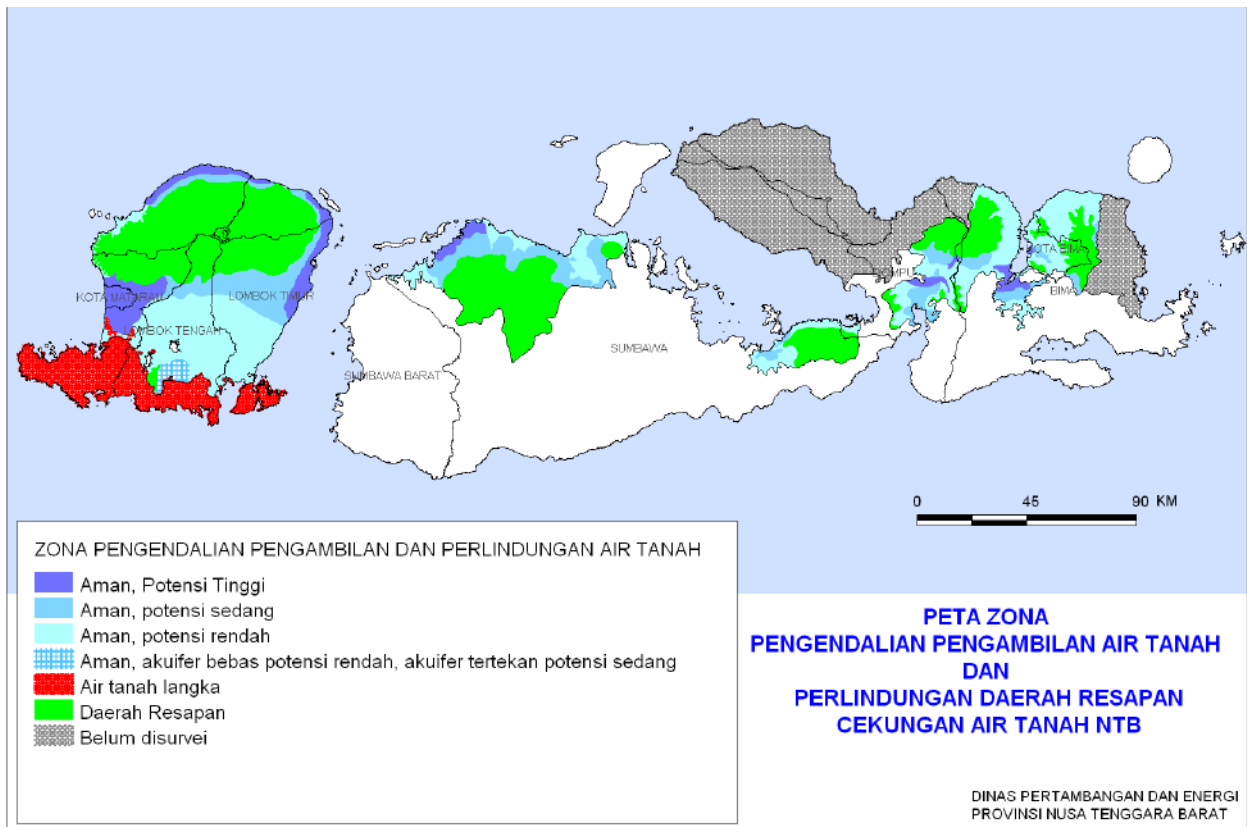 KOTA MATARAM
LOMBOK TIMUR
LOMBOK TENGAH
SUMBAWA BARAT
SUMBAWA
DOMPU
KOTA BIMA
BIMA
0 45 90 KM
ZONA PENGENDALIAN PENGAMBILAN DAN PERLINDUNGAN AIR TANAH
Aman, Potensi Tinggi
Aman, potensi sedang
Aman, potensi rendah
Aman, akuifer bebas potensi rendah, akuifer tertekan potensi sedang
Air tanah langka
Daerah Resapan
Belum disurvei
PETA ZONA
PENGENDALIAN PENGAMBILAN AIR TANAH
DAN
PERLINDUNGAN DAERAH RESAPAN
CEKUNGAN AIR TANAH NTB
DINAS PERTAMBANGAN DAN ENERGI
PROVINSI NUSA TENGGARA BARAT